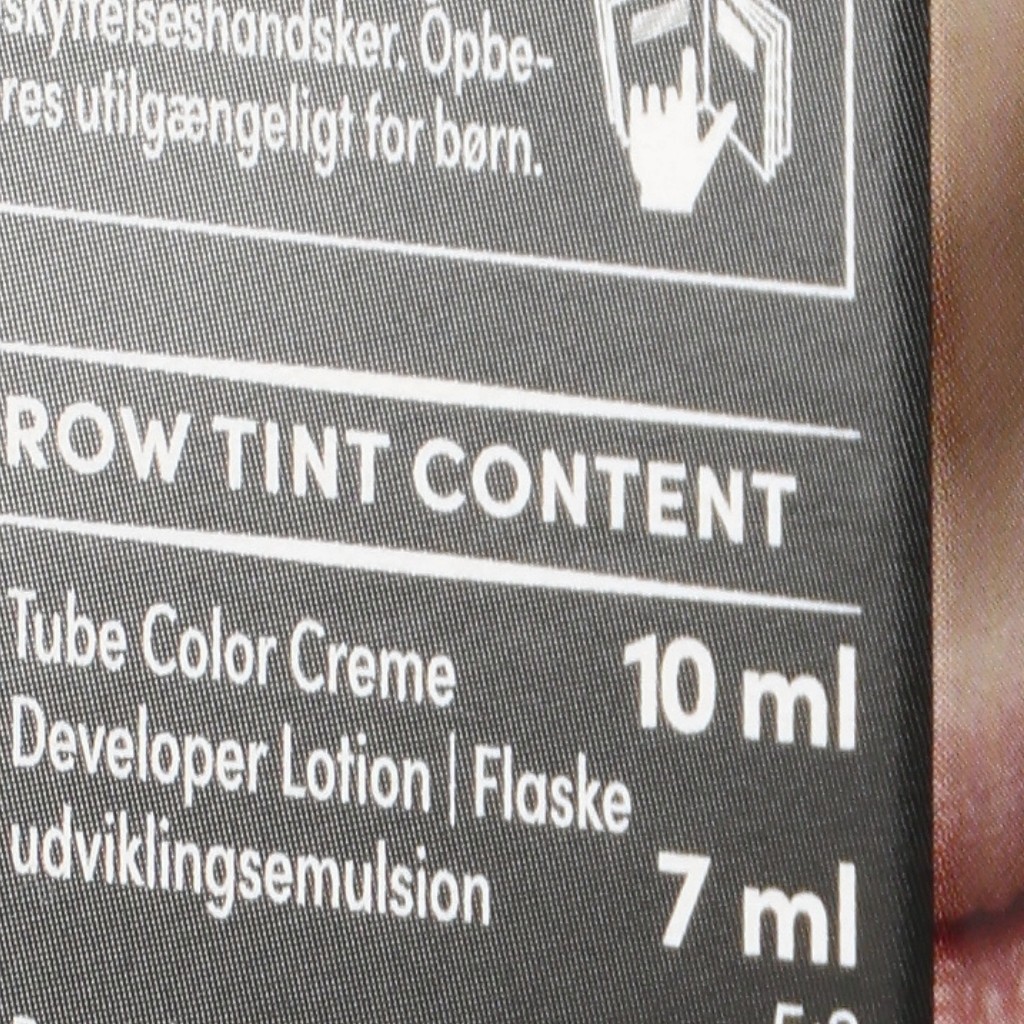 skyttelseshandsker. Opbe-
res utilgængeligt for børn.
ROW TINT CONTENT
Tube Color Creme 10 ml
Developer Lotion | Flaske
udviklingsemulsion 7 ml